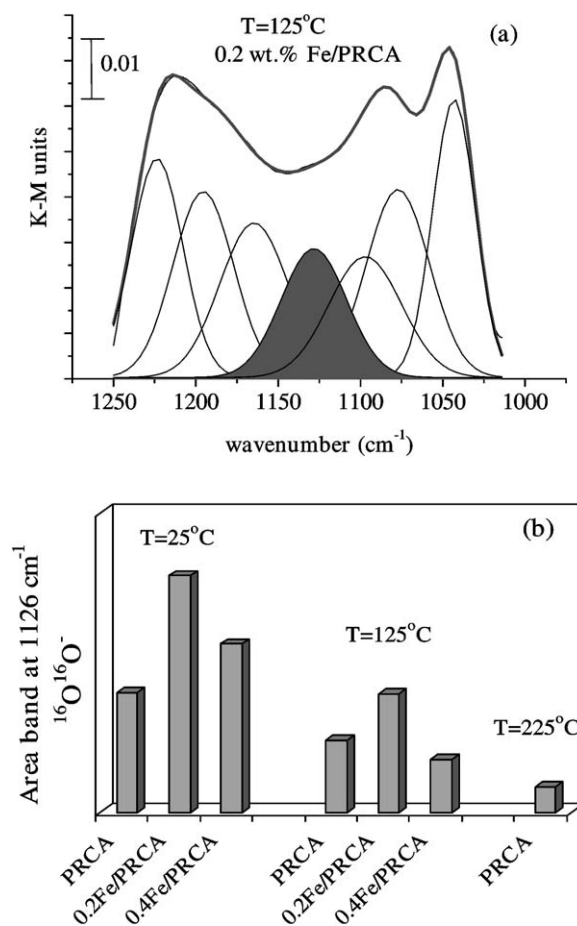 T=125°C
(a)
0.2 wt.% Fe/PRCA
0.01
K-M units
1250 1200 1150 1100 1050 1000
wavenumber (cm⁻¹)
(b)
T=25°C
T=125°C
T=225°C
Area band at 1126 cm⁻¹
¹⁶O¹⁶O⁻
PRCA
0.2Fe/PRCA
0.4Fe/PRCA
PRCA
0.2Fe/PRCA
0.4Fe/PRCA
PRCA